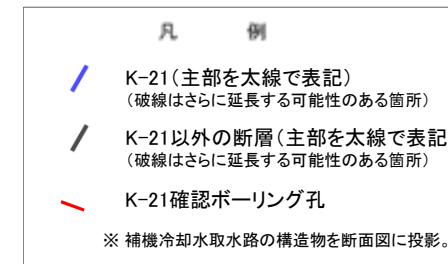 凡 例
K-21(主部を太線で表記)
(破線はさらに延長する可能性のある箇所)
K-21以外の断層(主部を太線で表記
(破線はさらに延長する可能性のある箇所)
K-21確認ボーリング孔
※ 補機冷却水取水路の構造物を断面図に投影。